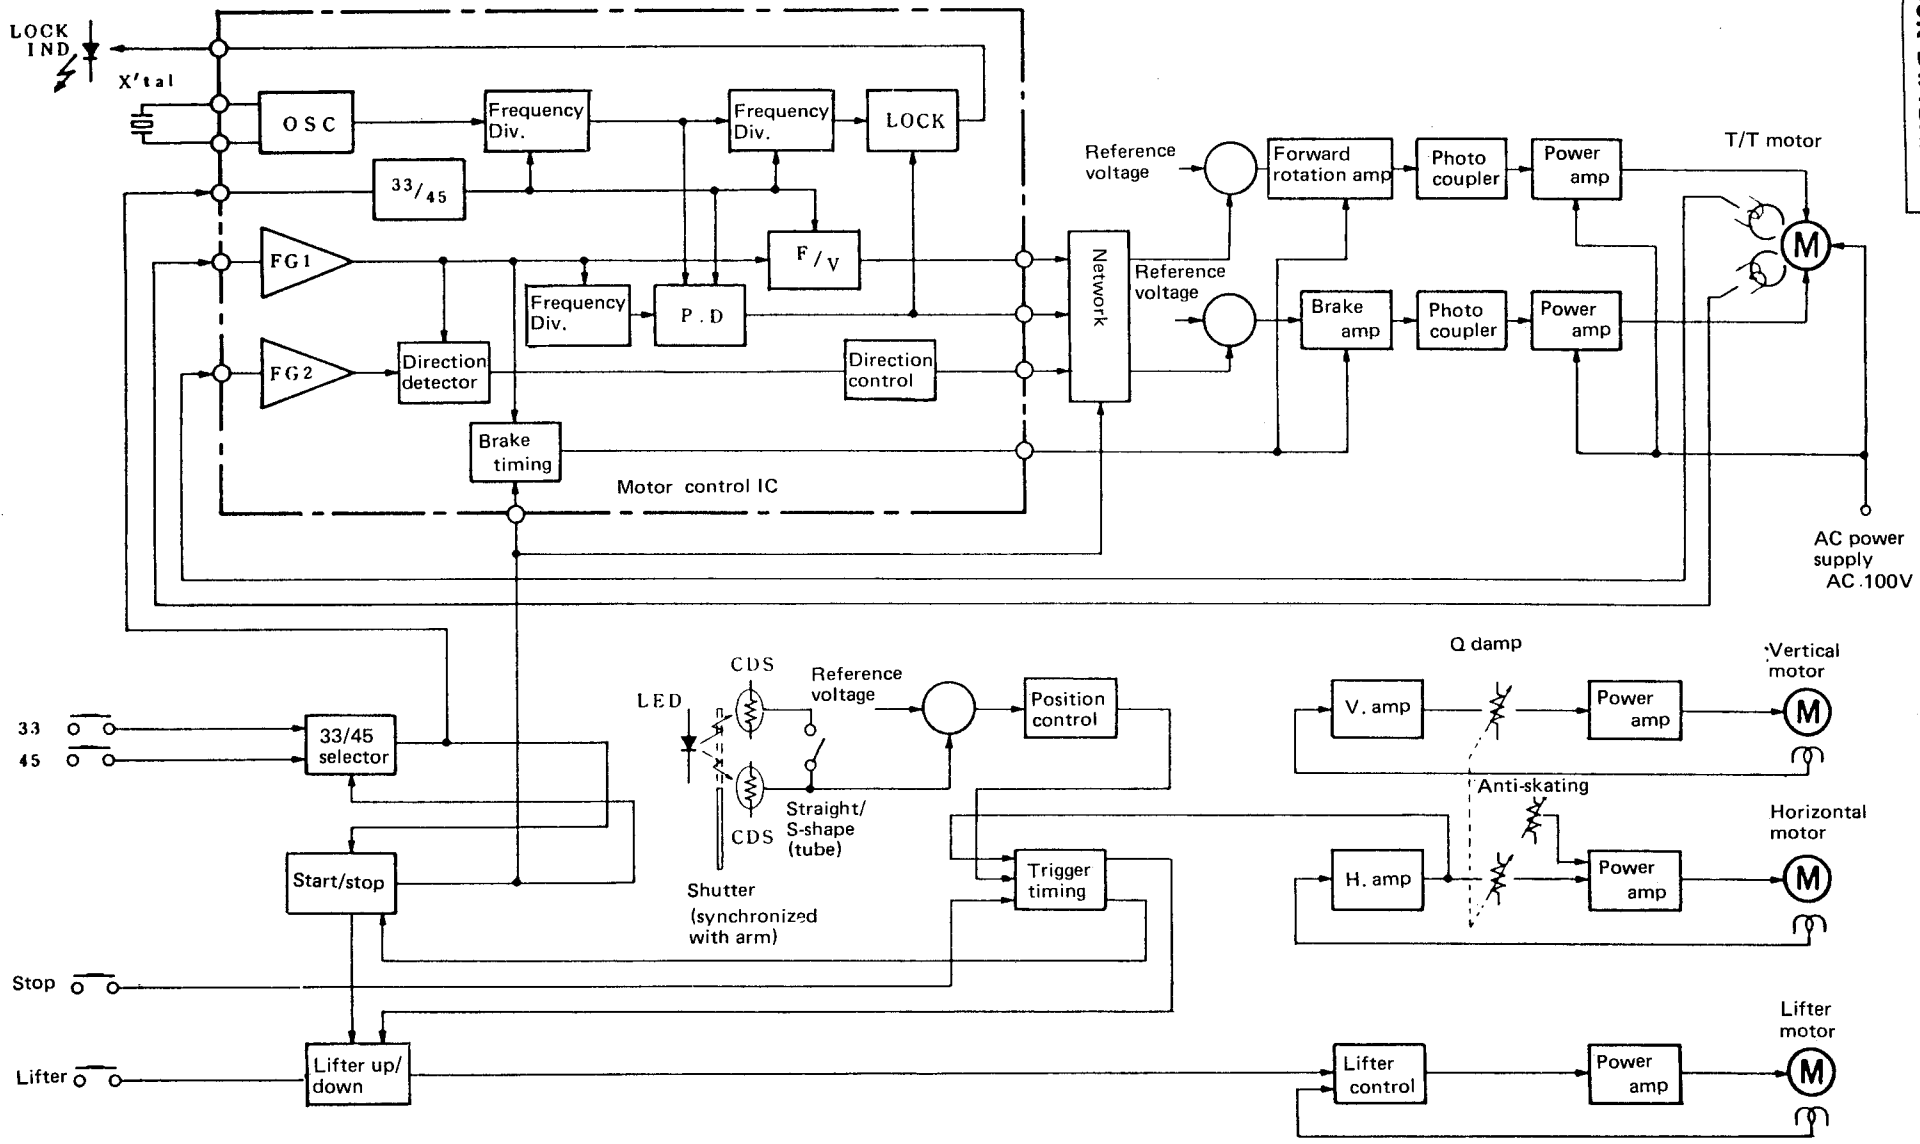 LOCK
IND
X'tal
OSC
Frequency
Div.
Frequency
Div.
LOCK
33/45
FG1
F/V
Frequency
Div.
P.D
FG2
Direction
detector
Direction
control
Brake
timing
Motor control IC
Network
Reference
voltage
Forward
rotation amp
Photo
coupler
Power
amp
T/T motor
M
Reference
voltage
Brake
amp
Photo
coupler
Power
amp
AC power
supply
AC.100V
33
45
33/45
selector
Start/stop
Stop
Lifter
Lifter up/
down
LED
CDS
CDS
Reference
voltage
Straight/
S-shape
(tube)
Shutter
(synchronized
with arm)
Position
control
Trigger
timing
Q damp
V. amp
Power
amp
Vertical
motor
M
Anti-skating
H. amp
Power
amp
Horizontal
motor
M
Lifter
control
Power
amp
Lifter
motor
M